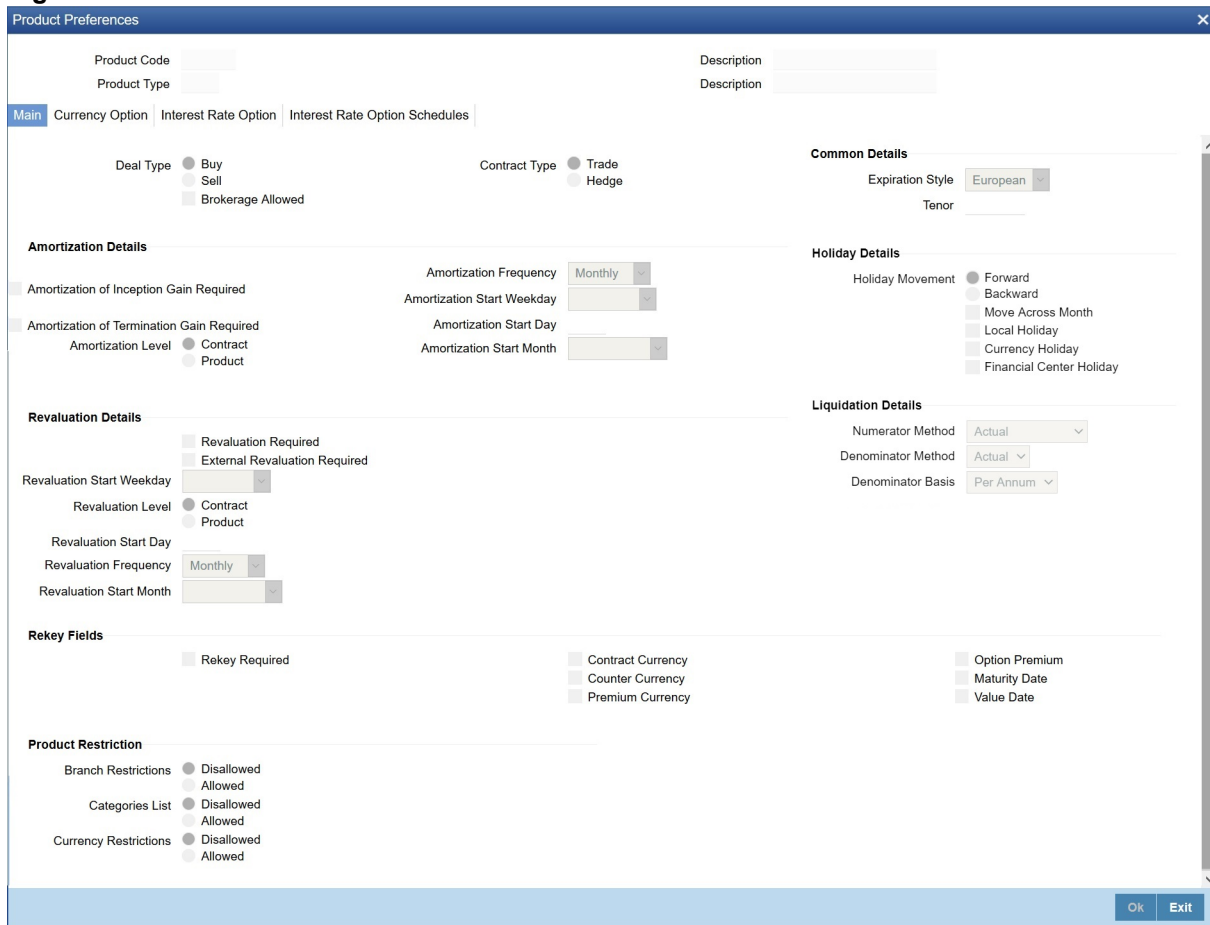 Product Preferences
Product Code
Description
Product Type
Description
Main Currency Option Interest Rate Option Interest Rate Option Schedules
Deal Type
Buy
Sell
Brokerage Allowed
Contract Type
Trade
Hedge
Common Details
Expiration Style European
Tenor
Amortization Details
Amortization of Inception Gain Required
Amortization of Termination Gain Required
Amortization Level
Contract
Product
Amortization Frequency Monthly
Amortization Start Weekday
Amortization Start Day
Amortization Start Month
Holiday Details
Holiday Movement
Forward
Backward
Move Across Month
Local Holiday
Currency Holiday
Financial Center Holiday
Revaluation Details
Revaluation Required
External Revaluation Required
Revaluation Start Weekday
Revaluation Level
Contract
Product
Revaluation Start Day
Revaluation Frequency Monthly
Revaluation Start Month
Liquidation Details
Numerator Method Actual
Denominator Method Actual
Denominator Basis Per Annum
Rekey Fields
Rekey Required
Contract Currency
Counter Currency
Premium Currency
Option Premium
Maturity Date
Value Date
Product Restriction
Branch Restrictions
Disallowed
Allowed
Categories List
Disallowed
Allowed
Currency Restrictions
Disallowed
Allowed
Ok Exit